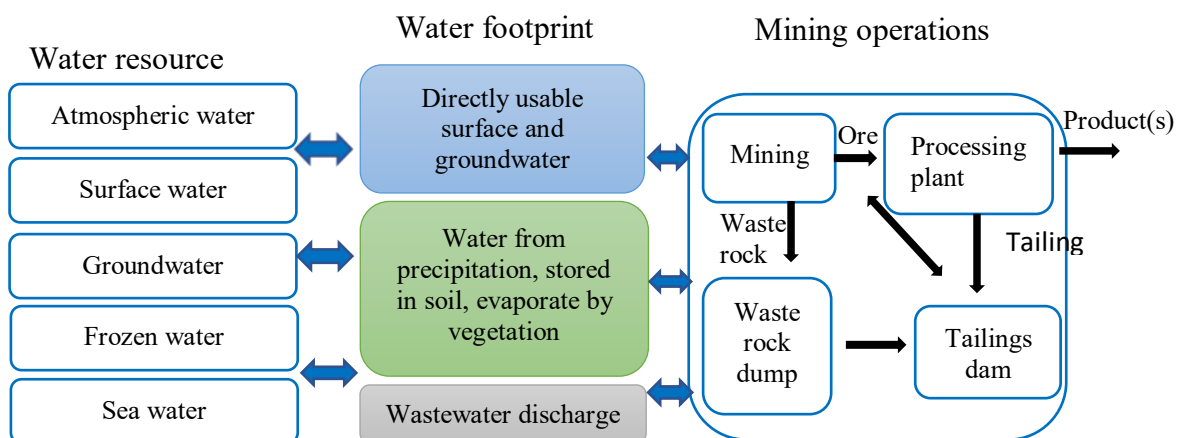 Water resource
Atmospheric water
Surface water
Groundwater
Frozen water
Sea water
Water footprint
Directly usable
surface and
groundwater
Water from
precipitation, stored
in soil, evaporate by
vegetation
Wastewater discharge
Mining operations
Mining
Ore
Processing
plant
Product(s)
Waste
rock
Tailing
Waste
rock
dump
Tailings
dam